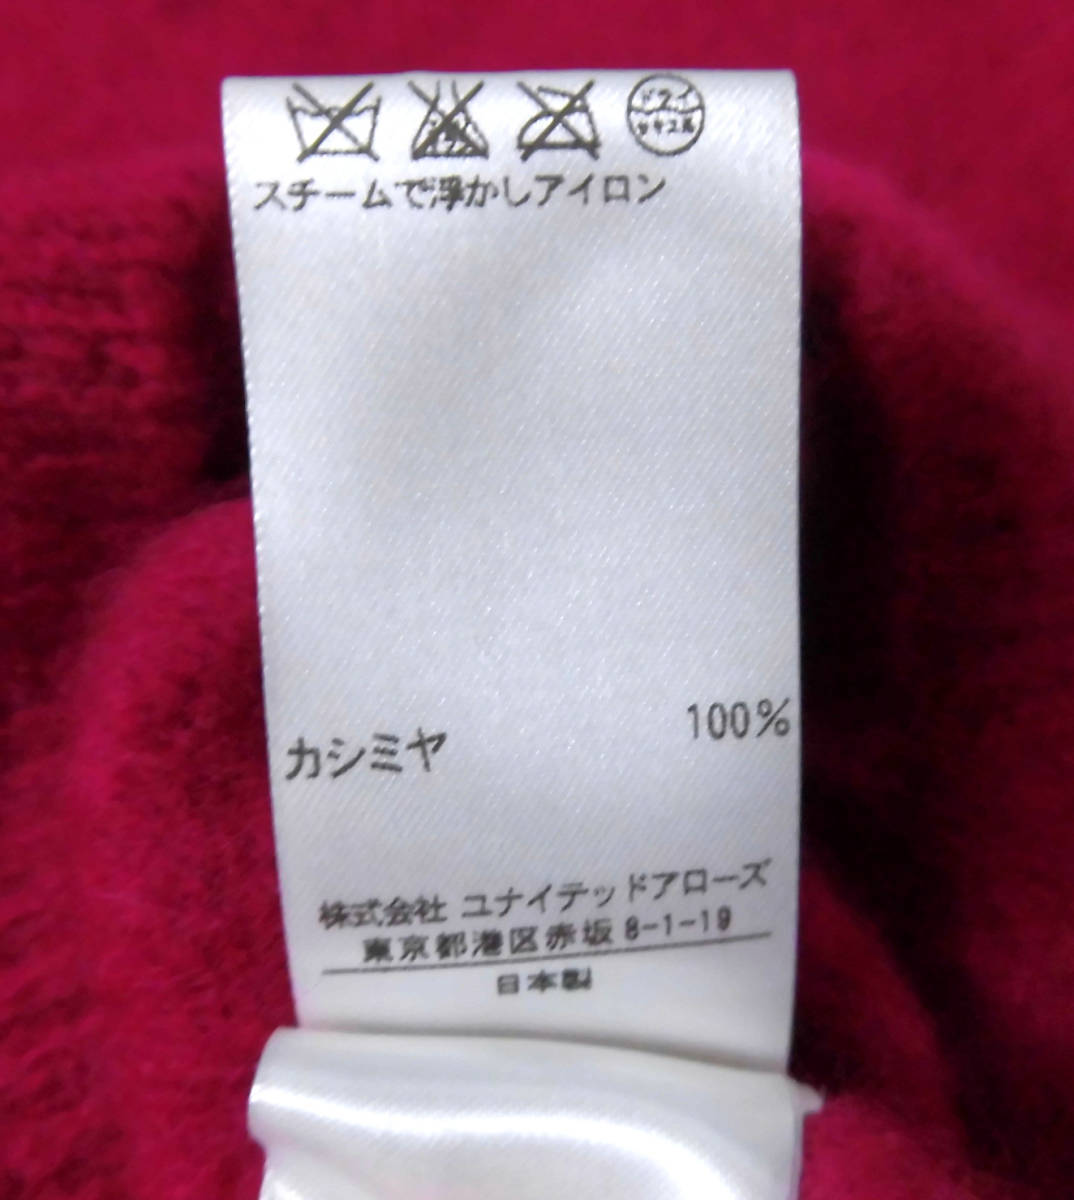 ドライ
セキユ系
スチームで浮かしアイロン
カシミヤ 100%
株式会社 ユナイテッドアローズ
東京都港区赤坂 8-1-19
日本製